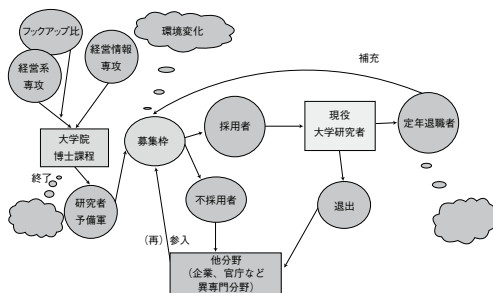 フックアップ比
経営系
専攻
経営情報
専攻
環境変化
補充
大学院
博士課程
募集枠
採用者
現役
大学研究者
定年退職者
終了
研究者
予備軍
不採用者
退出
（再）参入
他分野
（企業、官庁など
異専門分野）